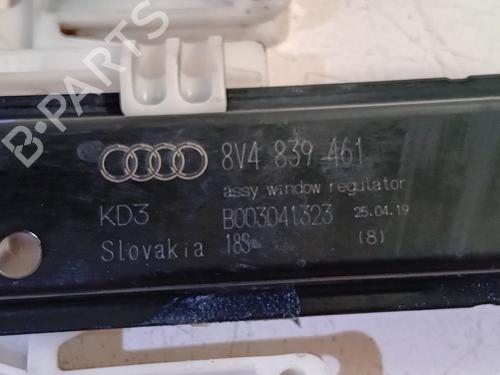 8V4 839 461
assy window regulator
KD3 B003041323 25.04.19
Slovakia 18S (8)
B-PARTS